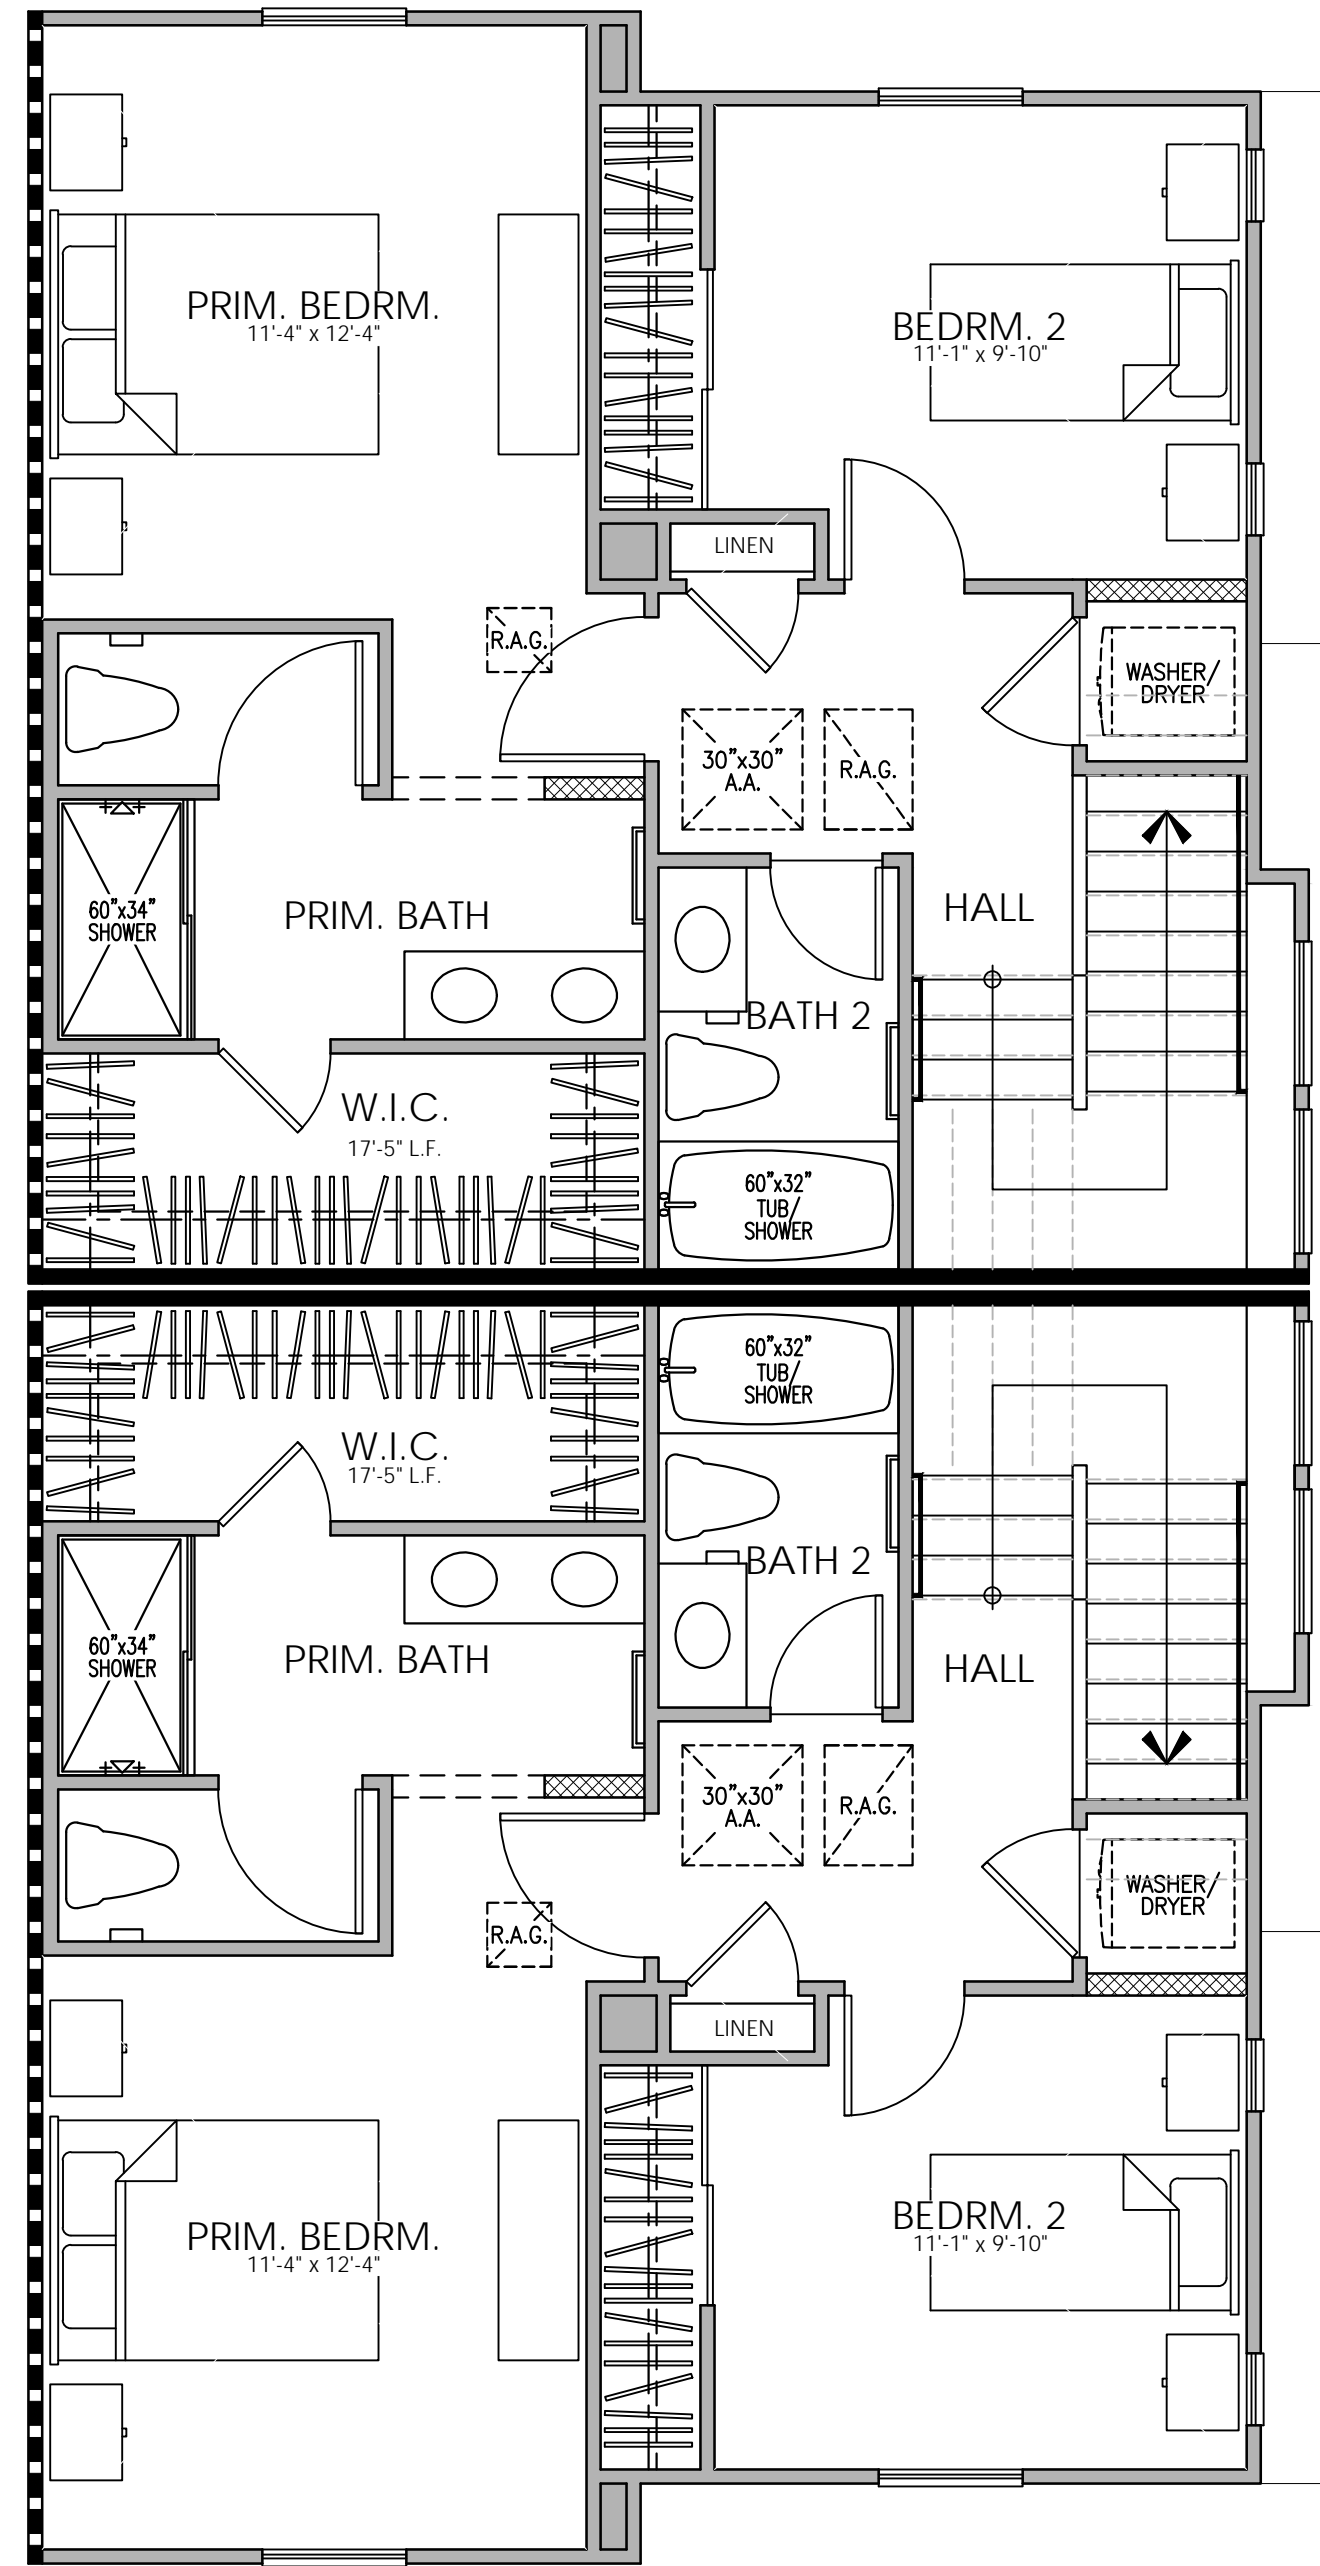 PRIM. BEDRM.
11'-4" x 12'-4"
BEDRM. 2
11'-1" x 9'-10"
LINEN
R.A.G.
WASHER/
DRYER
30"x30"
A.A.
R.A.G.
60"x34"
SHOWER
PRIM. BATH
HALL
BATH 2
W.I.C.
17'-5" L.F.
60"x32"
TUB/
SHOWER
60"x32"
TUB/
SHOWER
W.I.C.
17'-5" L.F.
BATH 2
60"x34"
SHOWER
PRIM. BATH
HALL
30"x30"
A.A.
R.A.G.
WASHER/
DRYER
R.A.G.
LINEN
PRIM. BEDRM.
11'-4" x 12'-4"
BEDRM. 2
11'-1" x 9'-10"